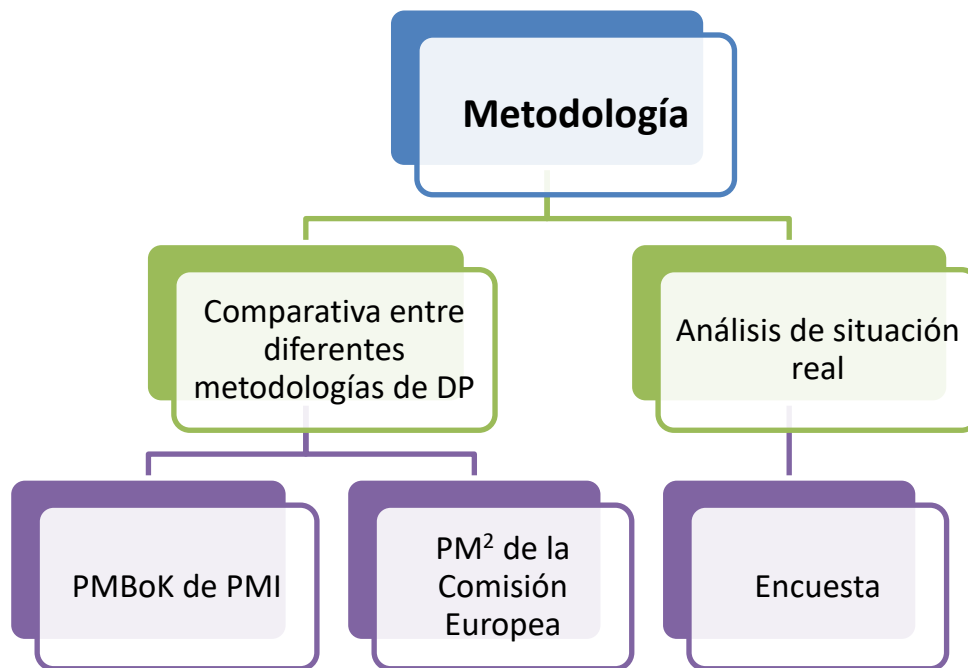 Metodología
Comparativa entre
diferentes
metodologías de DP
Análisis de situación
real
PMBoK de PMI
PM² de la
Comisión
Europea
Encuesta